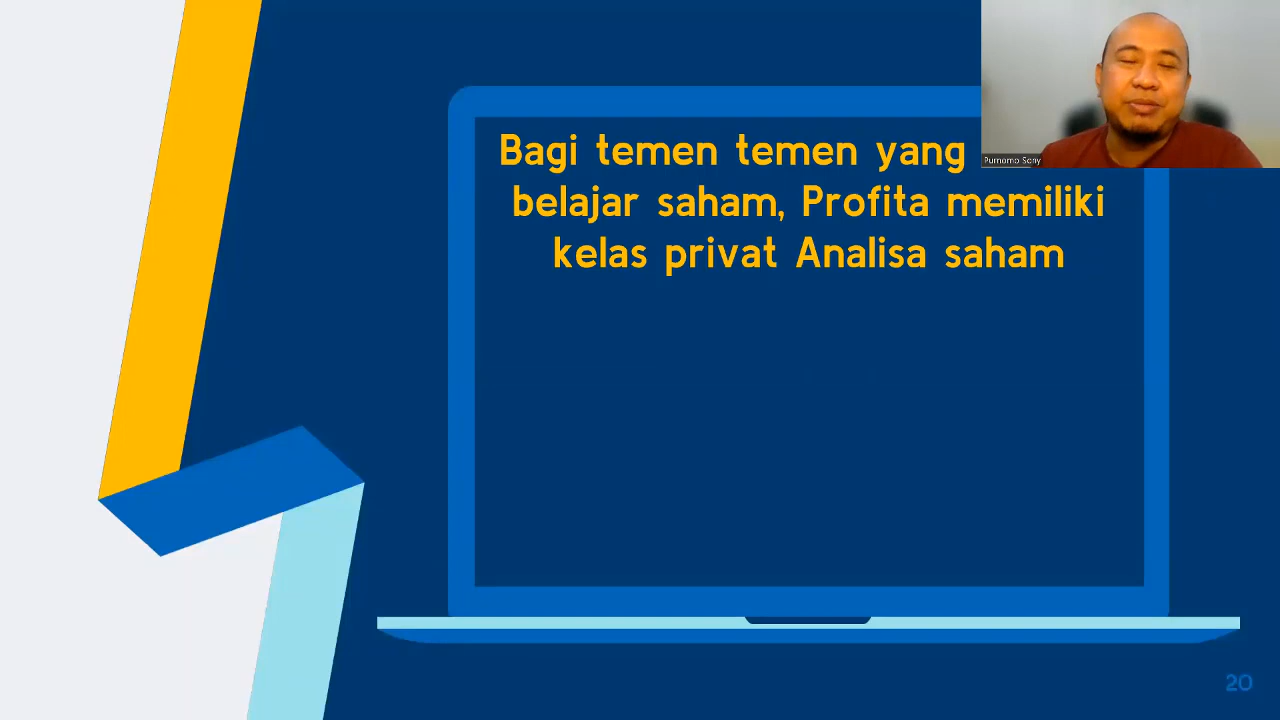 Bagi temen temen yang
belajar saham, Profita memiliki
kelas privat Analisa saham
Purnomo Sony
20